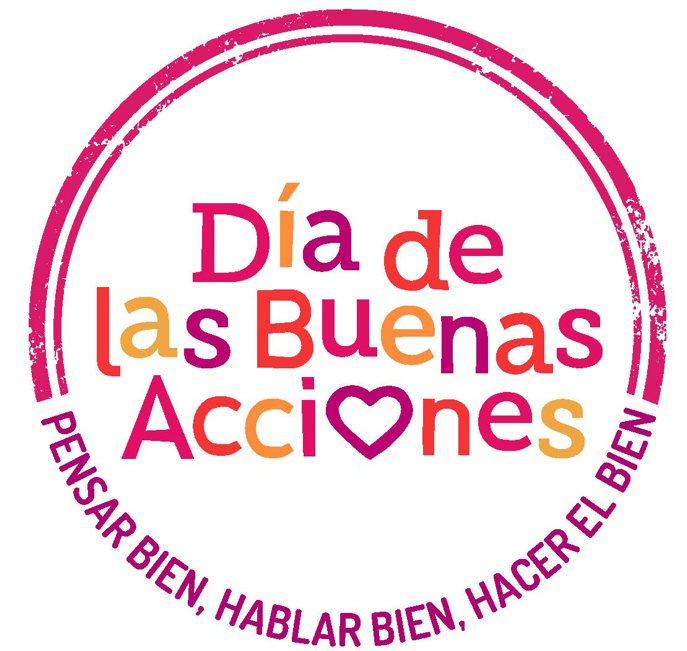 Día de
las Buenas
Acciones
PENSAR BIEN, HABLAR BIEN, HACER EL BIEN